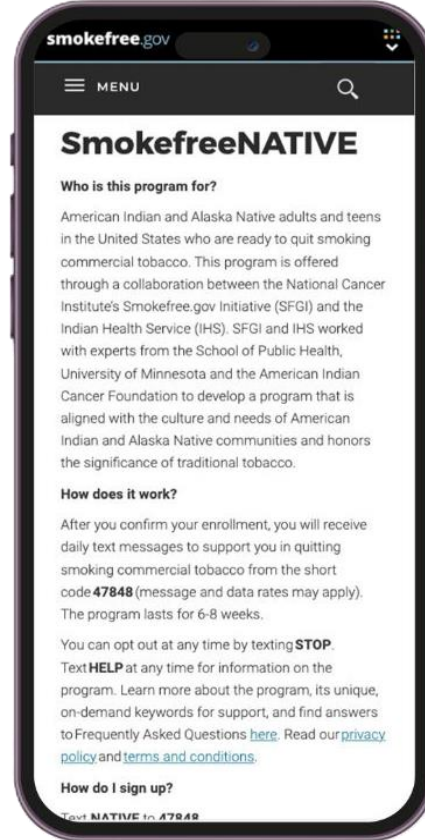 smokefree.gov
MENU
SmokefreeNATIVE
Who is this program for?
American Indian and Alaska Native adults and teens
in the United States who are ready to quit smoking
commercial tobacco. This program is offered
through a collaboration between the National Cancer
Institute's Smokefree.gov Initiative (SFGI) and the
Indian Health Service (IHS). SFGI and IHS worked
with experts from the School of Public Health,
University of Minnesota and the American Indian
Cancer Foundation to develop a program that is
aligned with the culture and needs of American
Indian and Alaska Native communities and honors
the significance of traditional tobacco.
How does it work?
After you confirm your enrollment, you will receive
daily text messages to support you in quitting
smoking commercial tobacco from the short
code 47848 (message and data rates may apply).
The program lasts for 6-8 weeks.
You can opt out at any time by texting STOP.
Text HELP at any time for information on the
program. Learn more about the program, its unique,
on-demand keywords for support, and find answers
to Frequently Asked Questions here. Read our privacy
policy and terms and conditions.
How do I sign up?
Text NATIVE to 47848